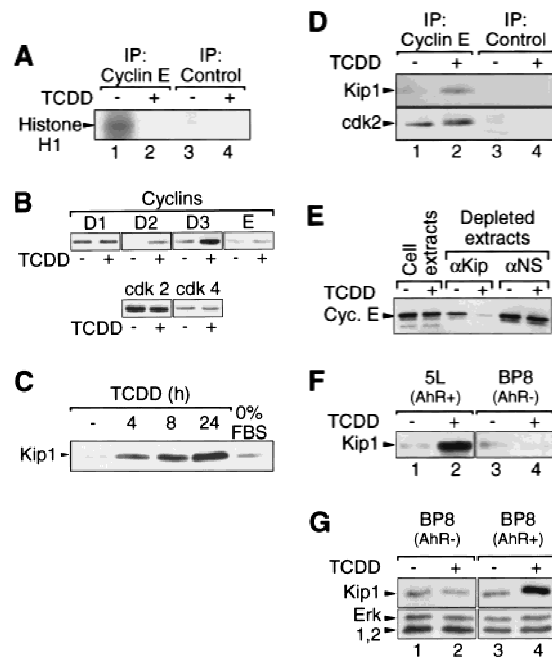 A
IP: IP:
Cyclin E Control
TCDD - + - +
Histone
H1
1 2 3 4
B
Cyclins
D1 D2 D3 E
TCDD - + - + - + - +
cdk 2 cdk 4
TCDD - + - +
C
TCDD (h)
- 4 8 24 0%
FBS
Kip1
D
IP: IP:
Cyclin E Control
TCDD - + - +
Kip1
cdk2
1 2 3 4
E
Cell
extracts
Depleted
extracts
αKip αNS
TCDD - + - + - +
Cyc. E
F
5L BP8
(AhR+) (AhR-)
TCDD - + - +
Kip1
1 2 3 4
G
BP8 BP8
(AhR-) (AhR+)
TCDD - + - +
Kip1
Erk
1,2
1 2 3 4